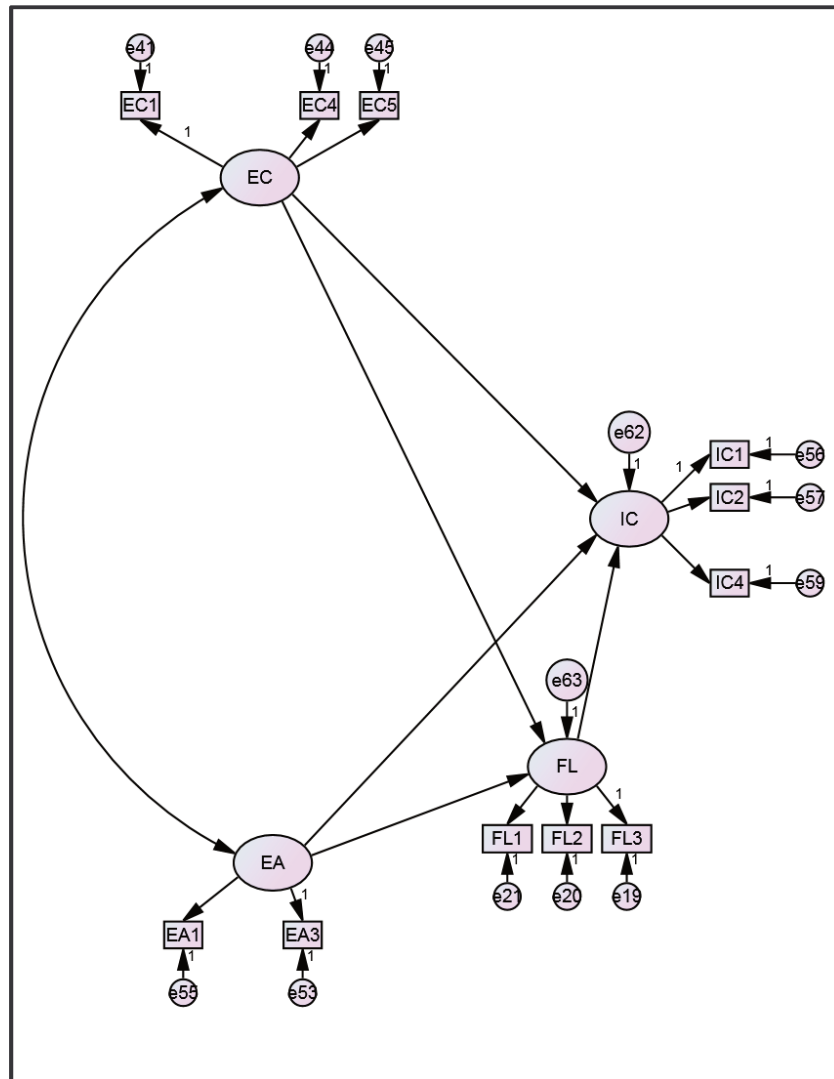 e41 e44 e45
1 1 1
EC1 EC4 EC5
1
EC
e62
1
1 IC1 1 e56
IC IC2 1 e57
IC4 1 e59
e63
1
FL
1
FL1 FL2 FL3
1 1 1
e21 e20 e19
EA
1
EA1 EA3
1 1
e55 e53